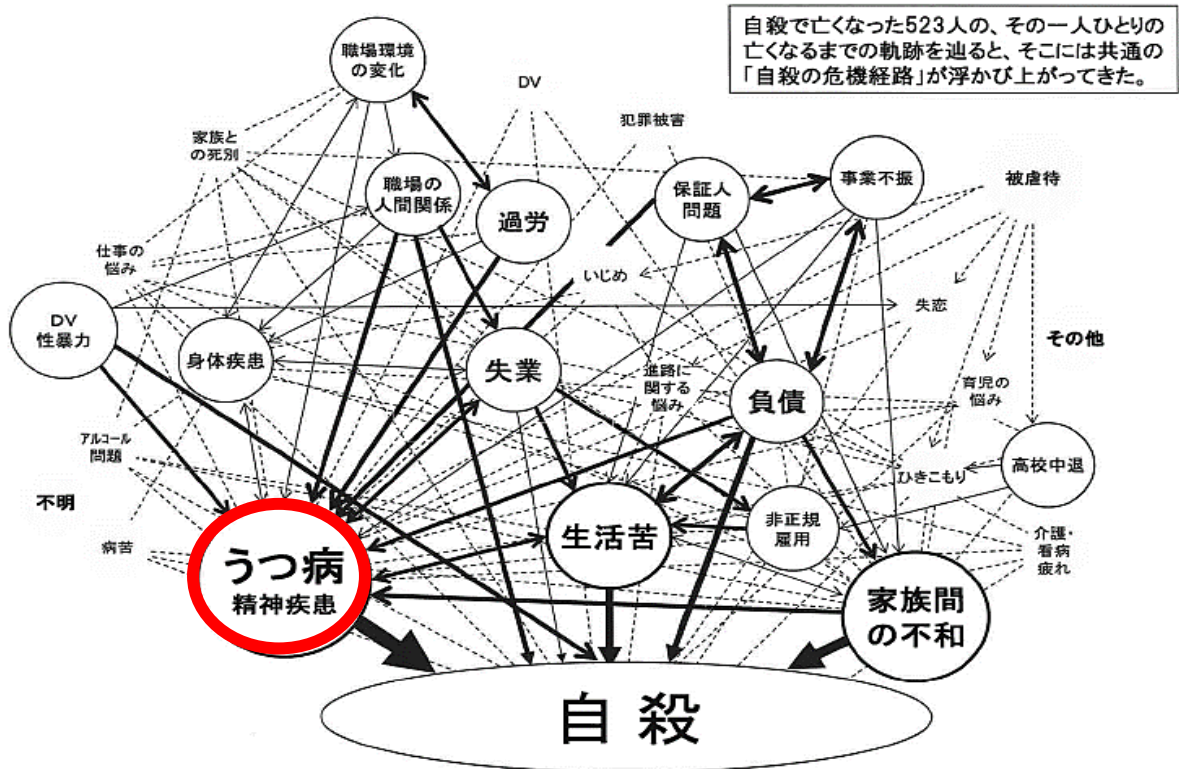 自殺で亡くなった523人の、その一人ひとりの
亡くなるまでの軌跡を辿ると、そこには共通の
「自殺の危機経路」が浮かび上がってきた。
職場環境
の変化
DV
犯罪被害
家族と
の死別
職場の
人間関係
過労
保証人
問題
事業不振
被虐待
仕事の
悩み
いじめ
失恋
DV
性暴力
身体疾患
失業
進路に
関する
悩み
負債
その他
育児の
悩み
アルコール
問題
高校中退
ひきこもり
不明
病苦
うつ病
精神疾患
生活苦
非正規
雇用
介護・
看病
疲れ
家族間
の不和
自殺